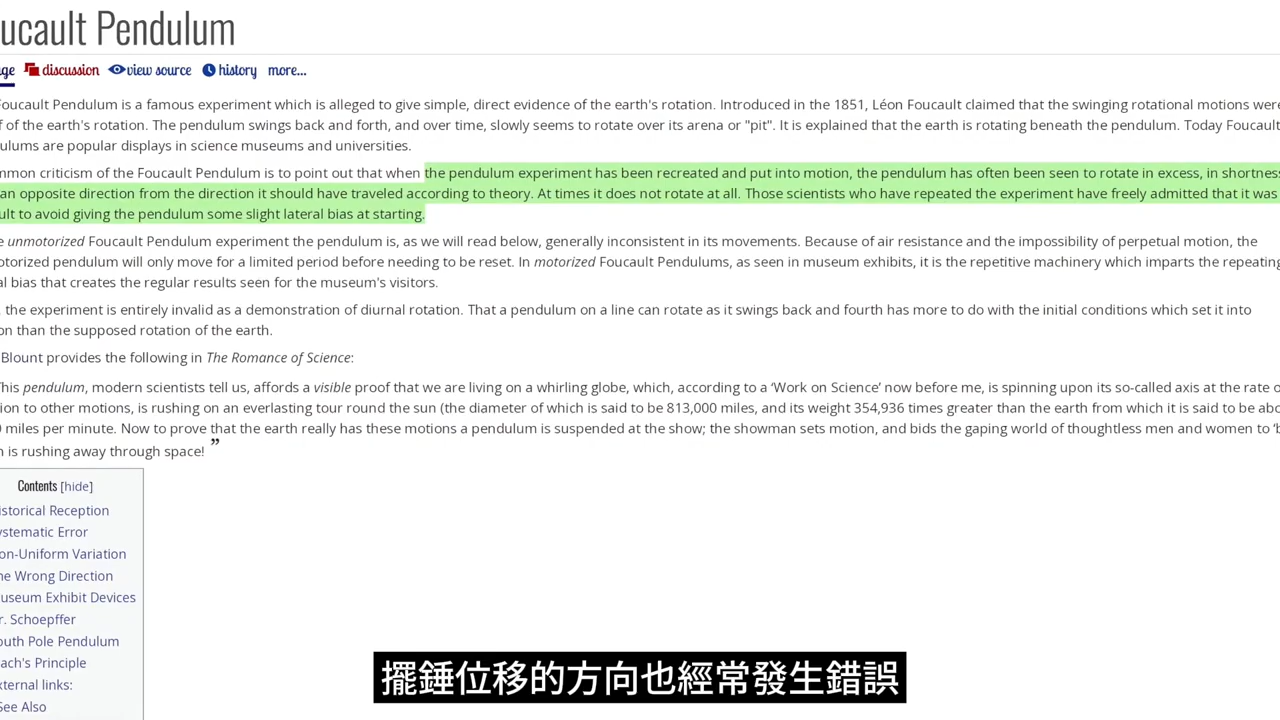 ucault Pendulum
ge discussion view source history more...
Foucault Pendulum is a famous experiment which is alleged to give simple, direct evidence of the earth's rotation. Introduced in the 1851, Léon Foucault claimed that the swinging rotational motions were
f of the earth's rotation. The pendulum swings back and forth, and over time, slowly seems to rotate over its arena or "pit". It is explained that the earth is rotating beneath the pendulum. Today Foucault
ulums are popular displays in science museums and universities.
mmon criticism of the Foucault Pendulum is to point out that when the pendulum experiment has been recreated and put into motion, the pendulum has often been seen to rotate in excess, in shortness
an opposite direction from the direction it should have traveled according to theory. At times it does not rotate at all. Those scientists who have repeated the experiment have freely admitted that it was
ult to avoid giving the pendulum some slight lateral bias at starting.
e unmotorized Foucault Pendulum experiment the pendulum is, as we will read below, generally inconsistent in its movements. Because of air resistance and the impossibility of perpetual motion, the
otorized pendulum will only move for a limited period before needing to be reset. In motorized Foucault Pendulums, as seen in museum exhibits, it is the repetitive machinery which imparts the repeating
al bias that creates the regular results seen for the museum's visitors.
, the experiment is entirely invalid as a demonstration of diurnal rotation. That a pendulum on a line can rotate as it swings back and fourth has more to do with the initial conditions which set it into
on than the supposed rotation of the earth.
Blount provides the following in The Romance of Science:
This pendulum, modern scientists tell us, affords a visible proof that we are living on a whirling globe, which, according to a ‘Work on Science’ now before me, is spinning upon its so-called axis at the rate o
ion to other motions, is rushing on an everlasting tour round the sun (the diameter of which is said to be 813,000 miles, and its weight 354,936 times greater than the earth from which it is said to be abo
0 miles per minute. Now to prove that the earth really has these motions a pendulum is suspended at the show; the showman sets motion, and bids the gaping world of thoughtless men and women to ‘b
n is rushing away through space! ”
Contents [hide]
istorical Reception
ystematic Error
on-Uniform Variation
he Wrong Direction
useum Exhibit Devices
r. Schoepffer
outh Pole Pendulum
ach's Principle
xternal links:
See Also
擺錘位移的方向也經常發生錯誤